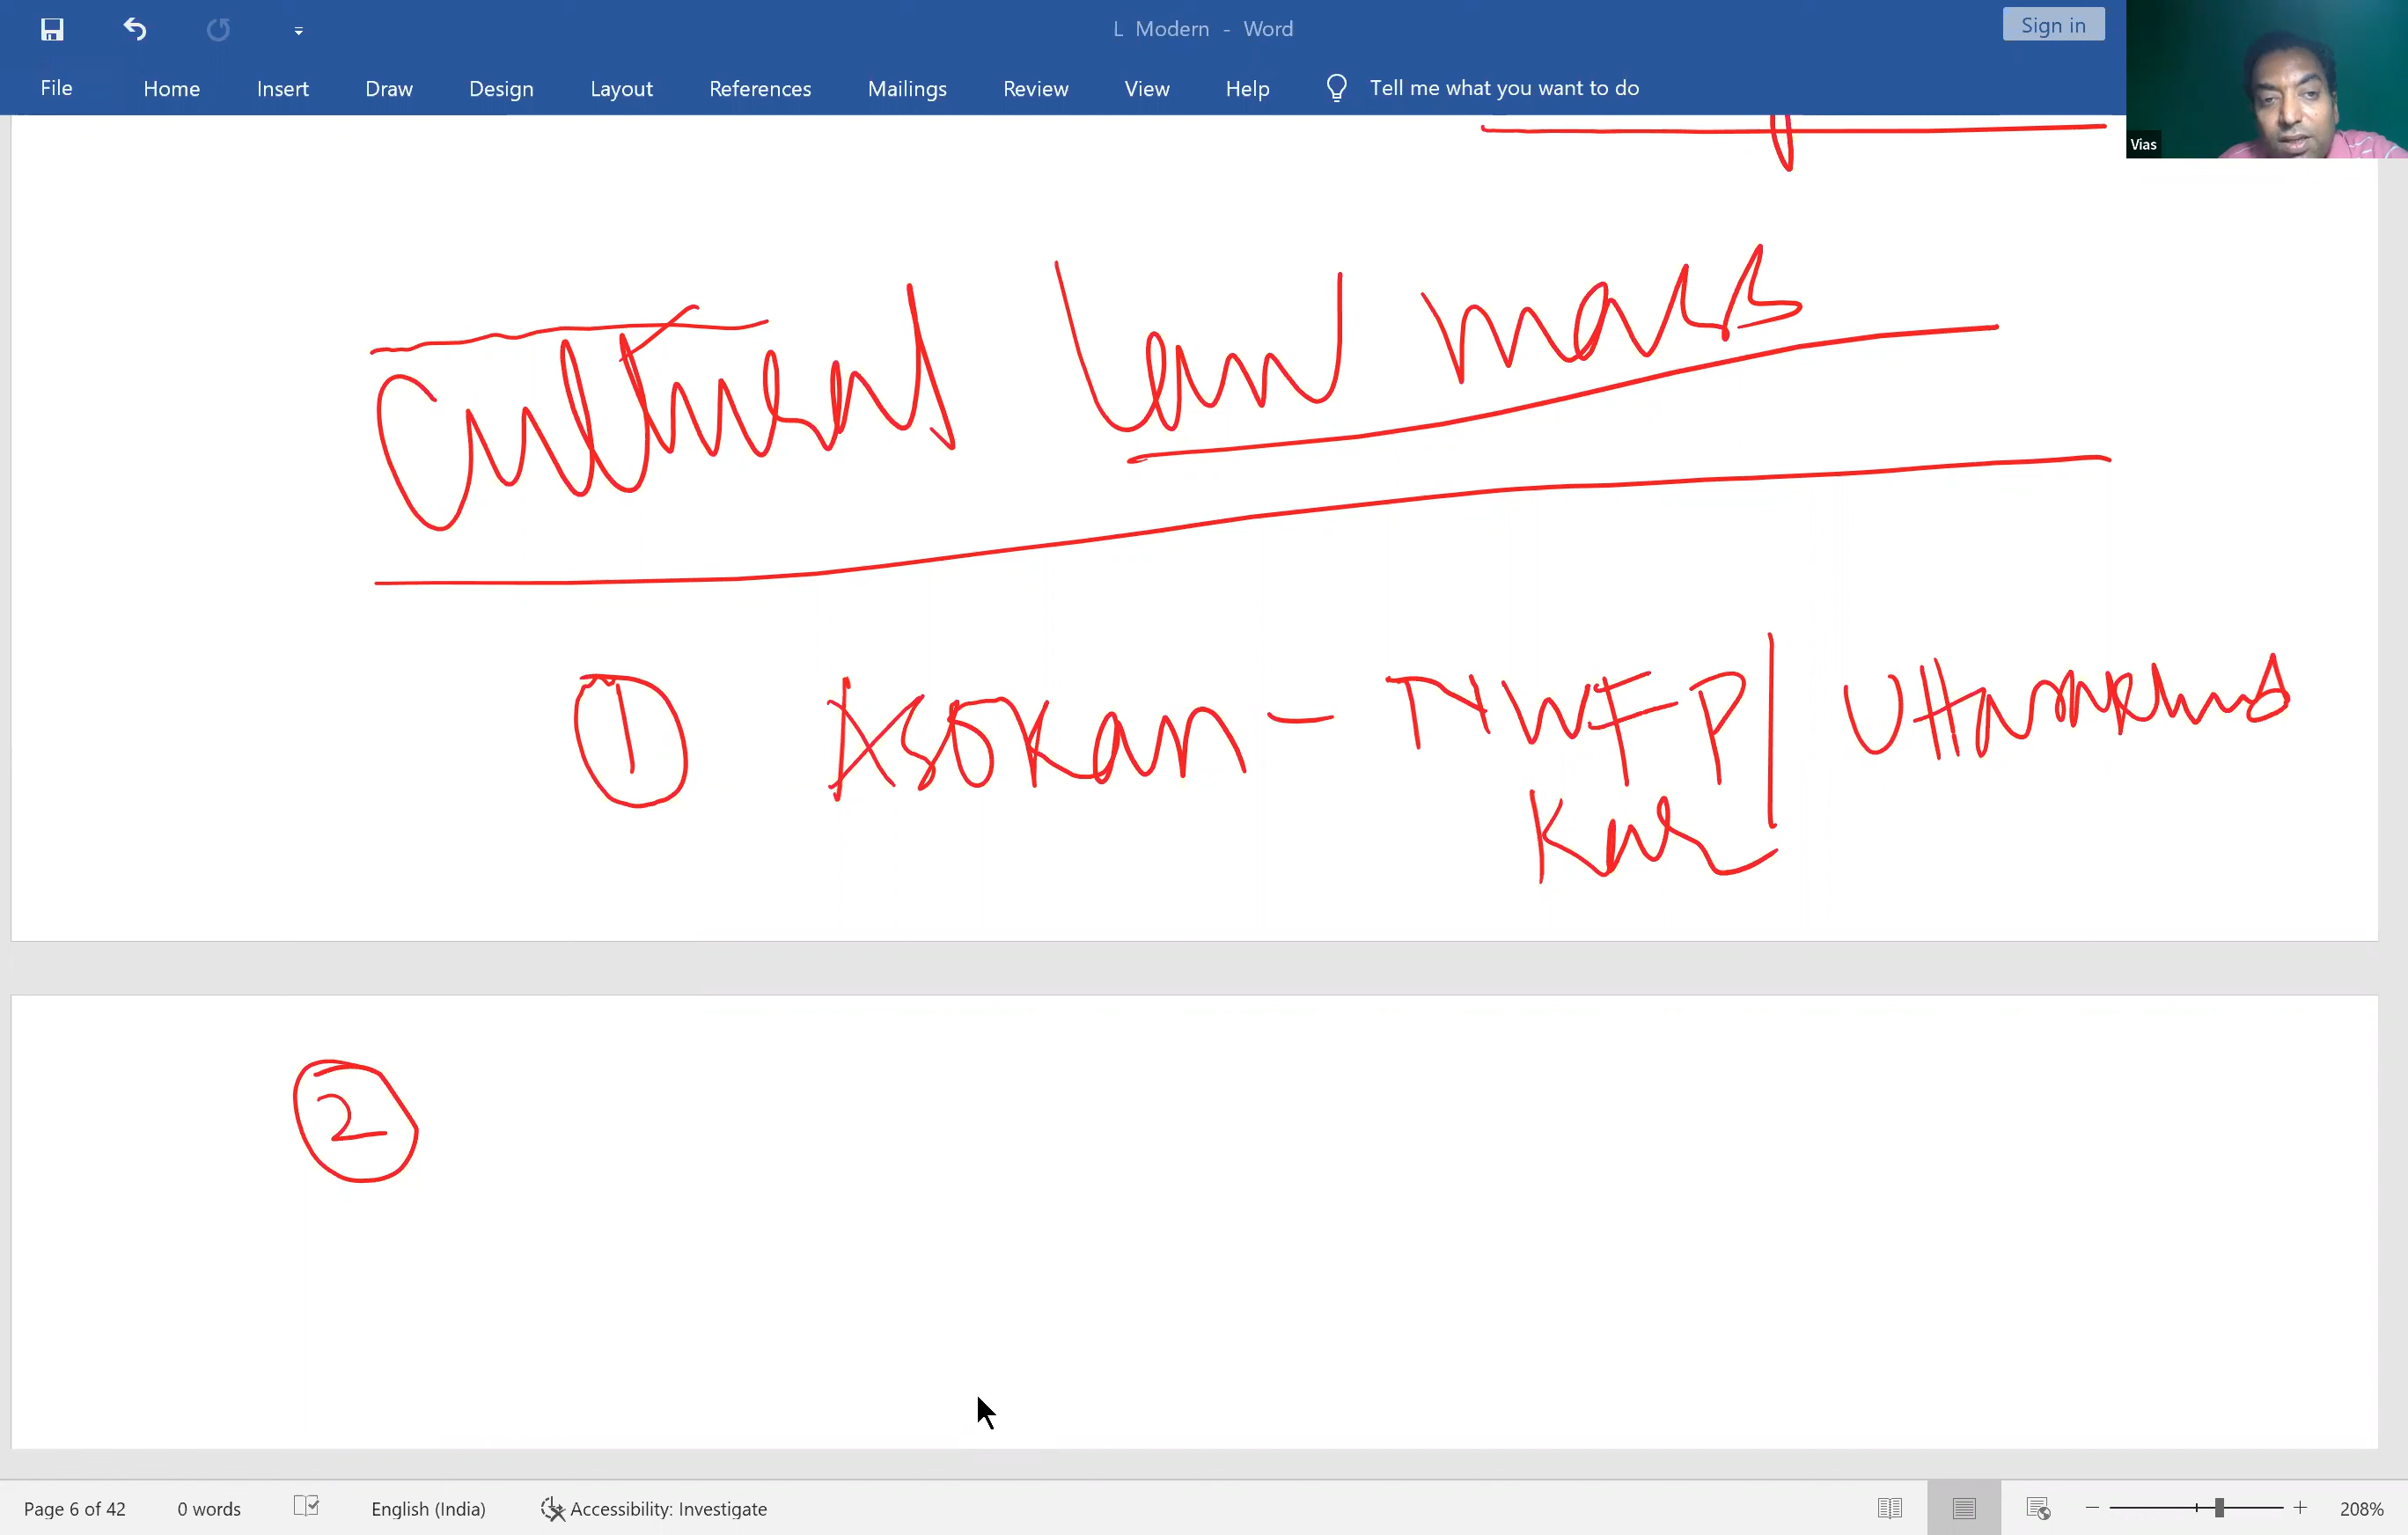 L Modern - Word
Sign in
File Home Insert Draw Design Layout References Mailings Review View Help Tell me what you want to do
Vias
Cultural Land marks
1 Asokan - NWFP | Uttarakhand
Kar
2
Page 6 of 42 0 words English (India) Accessibility: Investigate 208%